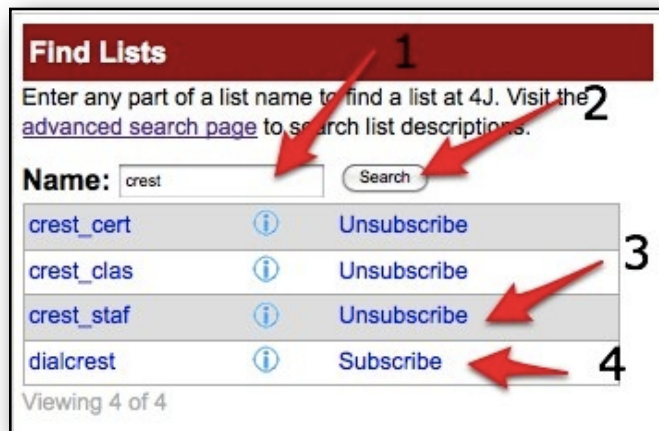 Find Lists
1
Enter any part of a list name to find a list at 4J. Visit the
2
advanced search page to search list descriptions.
Name: crest Search
crest_cert Unsubscribe
crest_clas Unsubscribe
3
crest_staf Unsubscribe
dialcrest Subscribe
4
Viewing 4 of 4